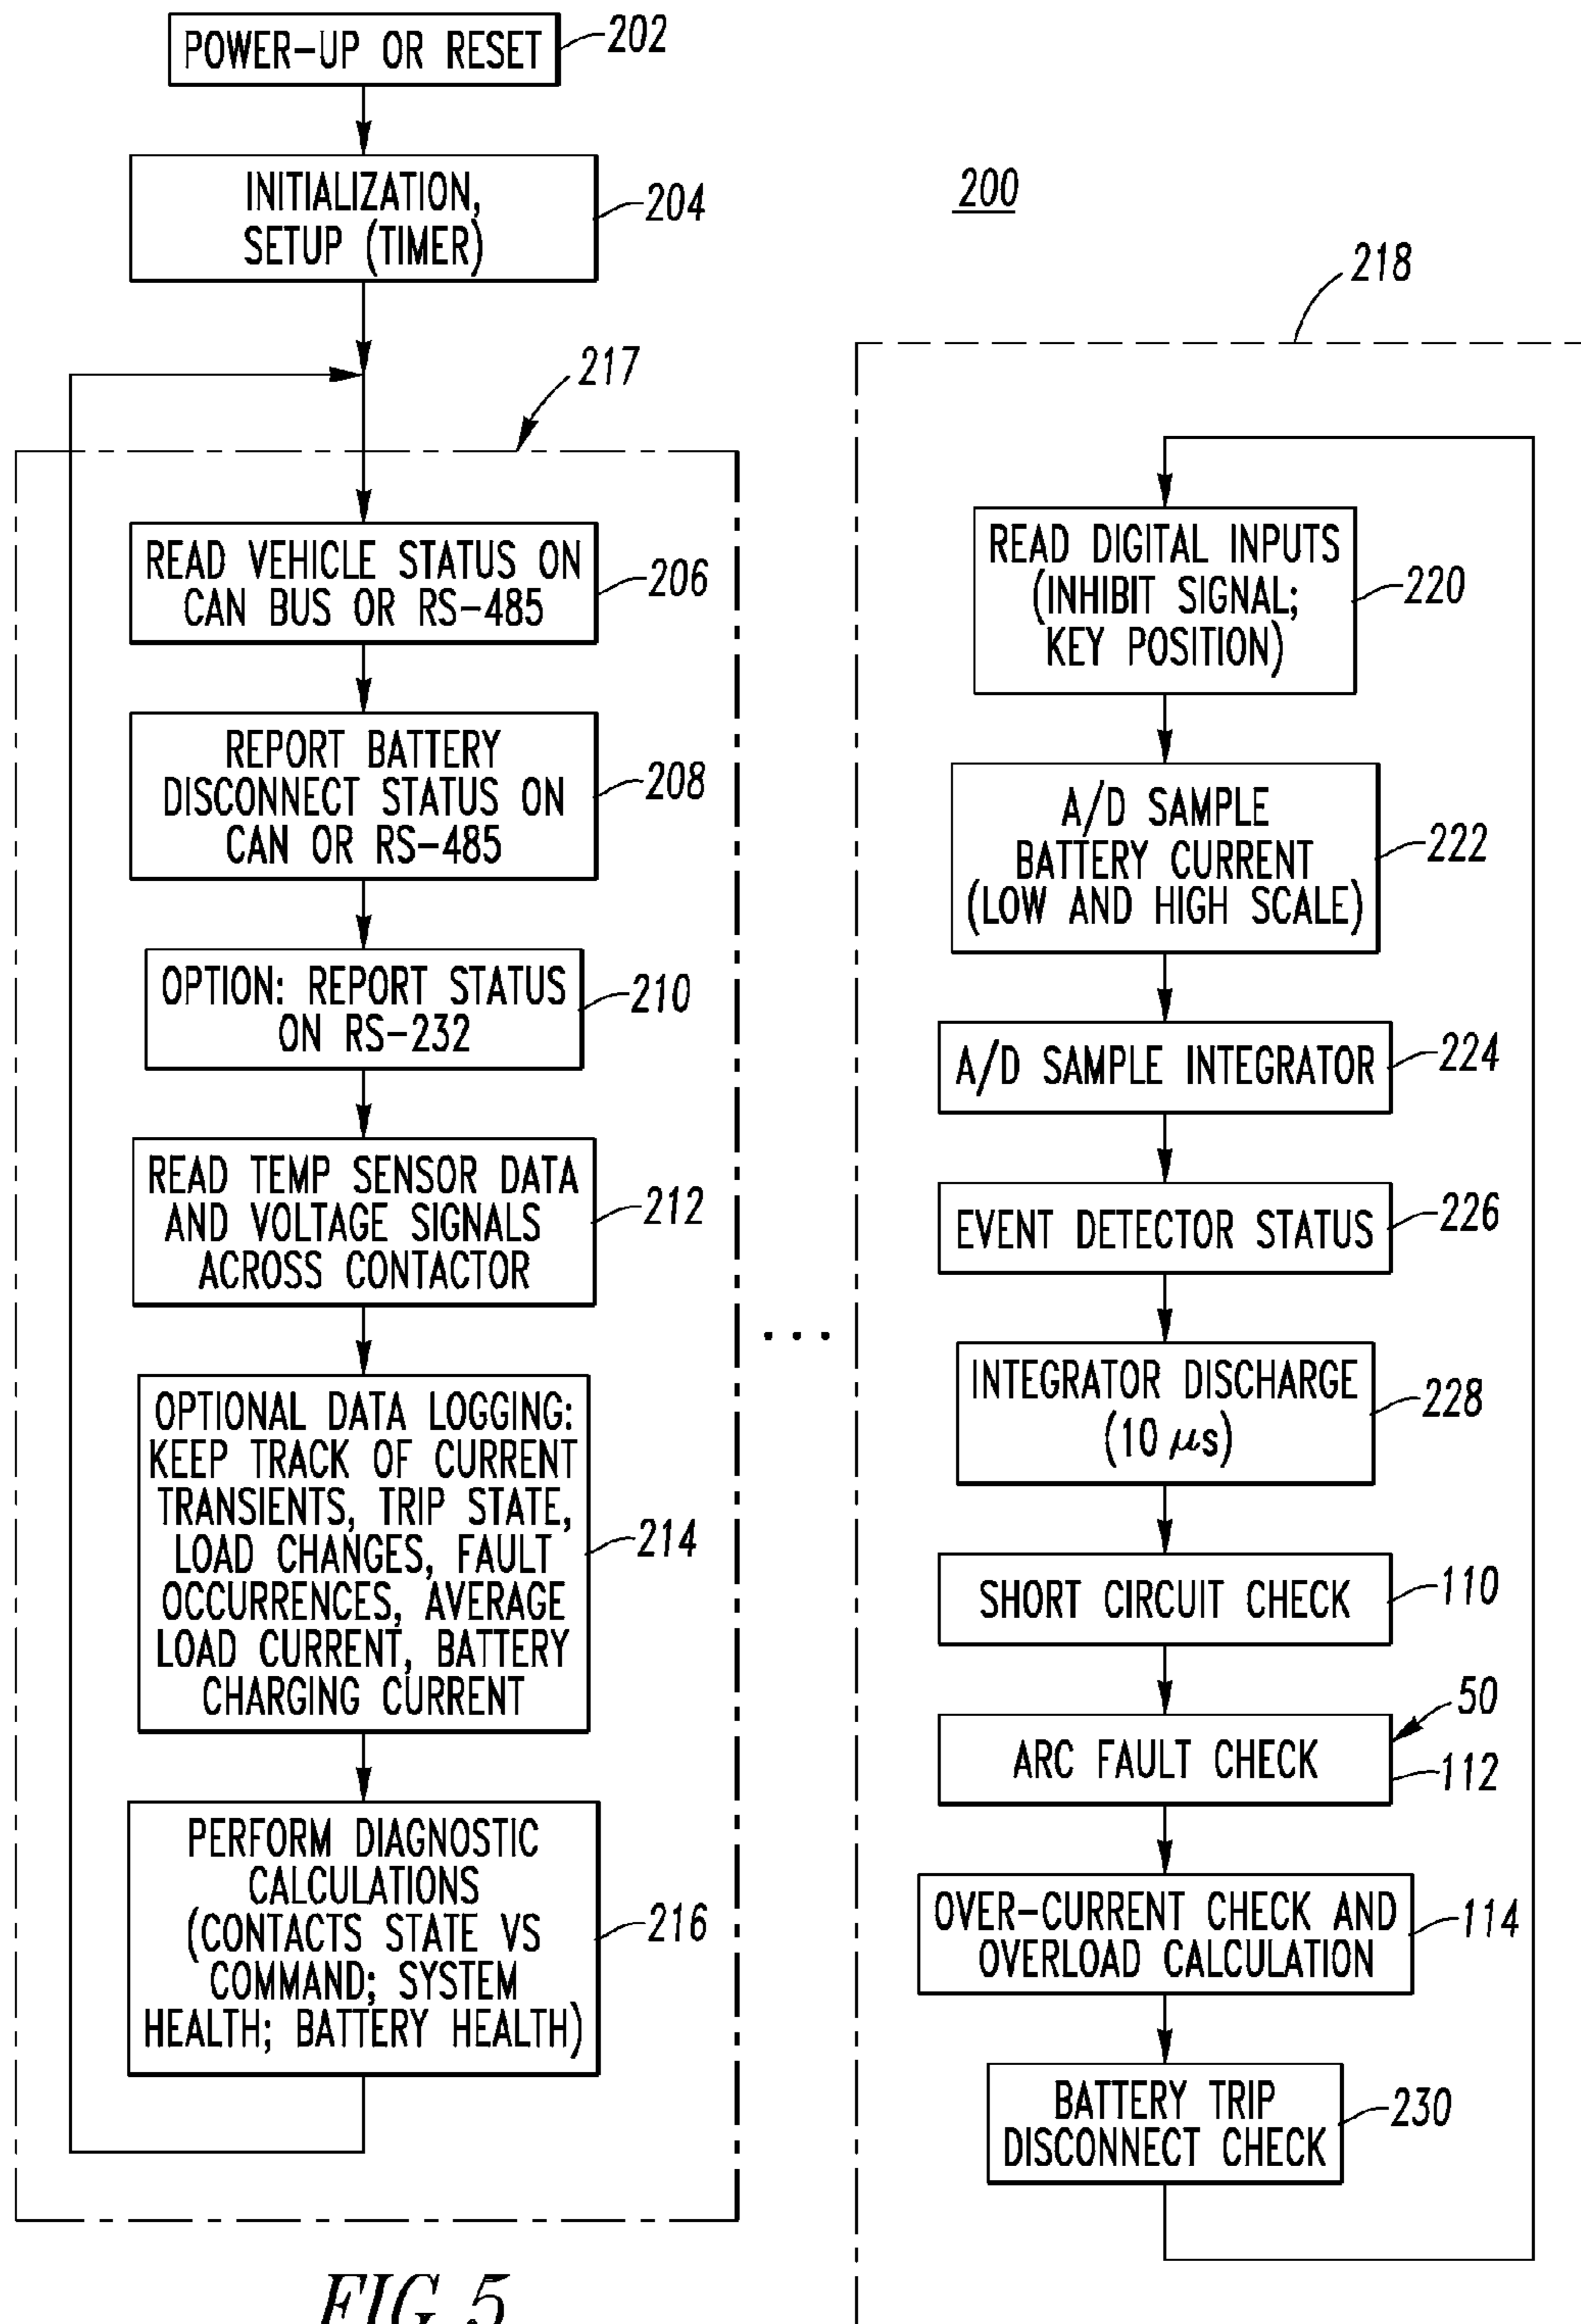 POWER-UP OR RESET
202
INITIALIZATION,
SETUP (TIMER)
204
217
READ VEHICLE STATUS ON
CAN BUS OR RS-485
206
REPORT BATTERY
DISCONNECT STATUS ON
CAN OR RS-485
208
OPTION: REPORT STATUS
ON RS-232
210
READ TEMP SENSOR DATA
AND VOLTAGE SIGNALS
ACROSS CONTACTOR
212
OPTIONAL DATA LOGGING:
KEEP TRACK OF CURRENT
TRANSIENTS, TRIP STATE,
LOAD CHANGES, FAULT
OCCURRENCES, AVERAGE
LOAD CURRENT, BATTERY
CHARGING CURRENT
214
PERFORM DIAGNOSTIC
CALCULATIONS
(CONTACTS STATE VS
COMMAND; SYSTEM
HEALTH; BATTERY HEALTH)
216
...
200
218
READ DIGITAL INPUTS
(INHIBIT SIGNAL;
KEY POSITION)
220
A/D SAMPLE
BATTERY CURRENT
(LOW AND HIGH SCALE)
222
A/D SAMPLE INTEGRATOR
224
EVENT DETECTOR STATUS
226
INTEGRATOR DISCHARGE
(10 μs)
228
SHORT CIRCUIT CHECK
110
50
ARC FAULT CHECK
112
OVER-CURRENT CHECK AND
OVERLOAD CALCULATION
114
BATTERY TRIP
DISCONNECT CHECK
230
FIG 5